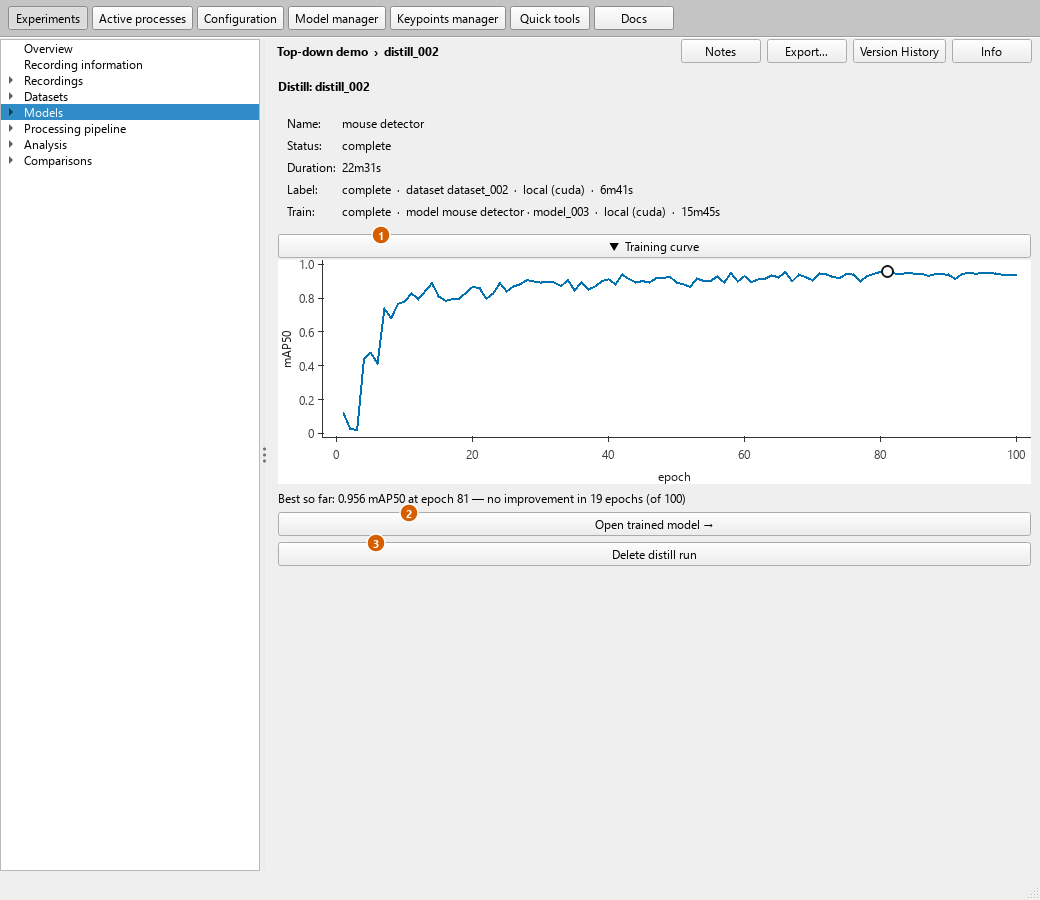 Experiments Active processes Configuration Model manager Keypoints manager Quick tools Docs
Overview
Recording information
Recordings
Datasets
Models
Processing pipeline
Analysis
Comparisons
Top-down demo › distill_002
Notes Export... Version History Info
Distill: distill_002
Name: mouse detector
Status: complete
Duration: 22m31s
Label: complete · dataset dataset_002 · local (cuda) · 6m41s
Train: complete · model mouse detector · model_003 · local (cuda) · 15m45s
1
▼ Training curve
1.0
0.8
0.6
0.4
0.2
0
mAP50
0 20 40 60 80 100
epoch
Best so far: 0.956 mAP50 at epoch 81 — no improvement in 19 epochs (of 100)
2
Open trained model →
3
Delete distill run